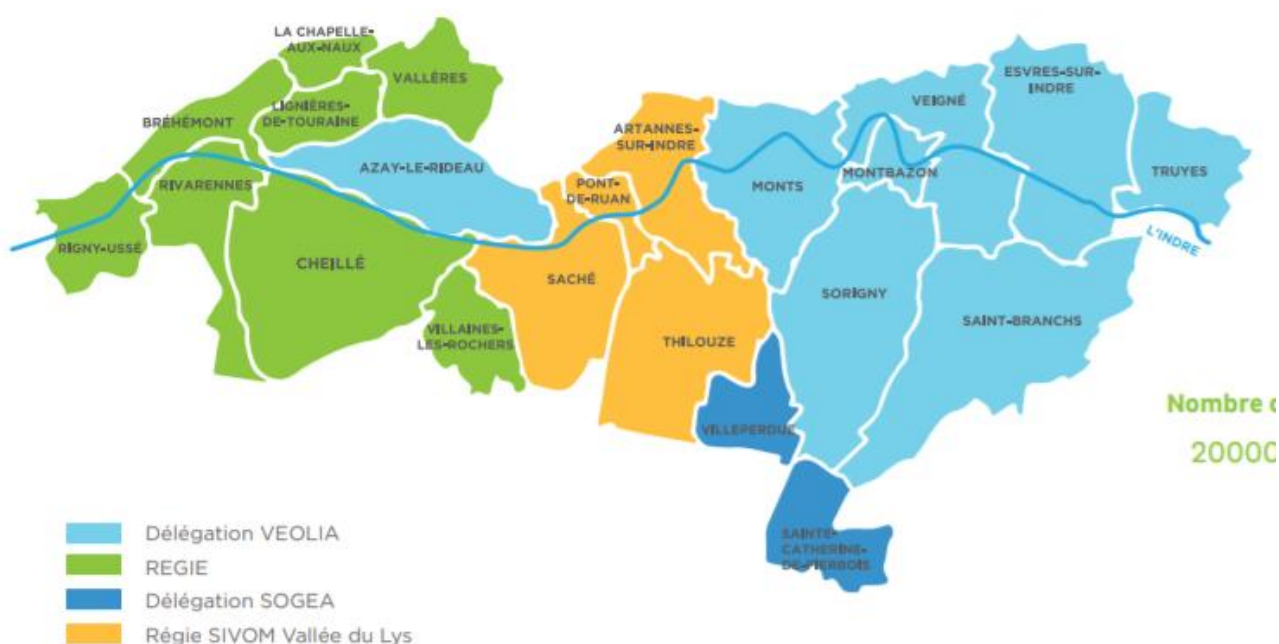 LA CHAPELLE-
AUX-NAUX
VALLÈRES
LIGNIÈRES-
DE-TOURAINE
BRÉHÉMONT
RIVARENNES
RIGNY-USSÉ
AZAY-LE-RIDEAU
CHEILLÉ
VILLAINES-
LES-ROCHERS
ARTANNES-
SUR-INDRE
PONT-
DE-RUAN
SACHÉ
THILOUZE
MONTS
VEIGNÉ
MONTBAZON
ESVRES-SUR-
INDRE
TRUYES
L'INDRE
SORIGNY
SAINT-BRANCHS
VILLEPERDUE
SAINTE-
CATHERINE-
DE-FIERBOIS
Nombre
20000
Délégation VEOLIA
REGIE
Délégation SOGEA
Régie SIVOM Vallée du Lys